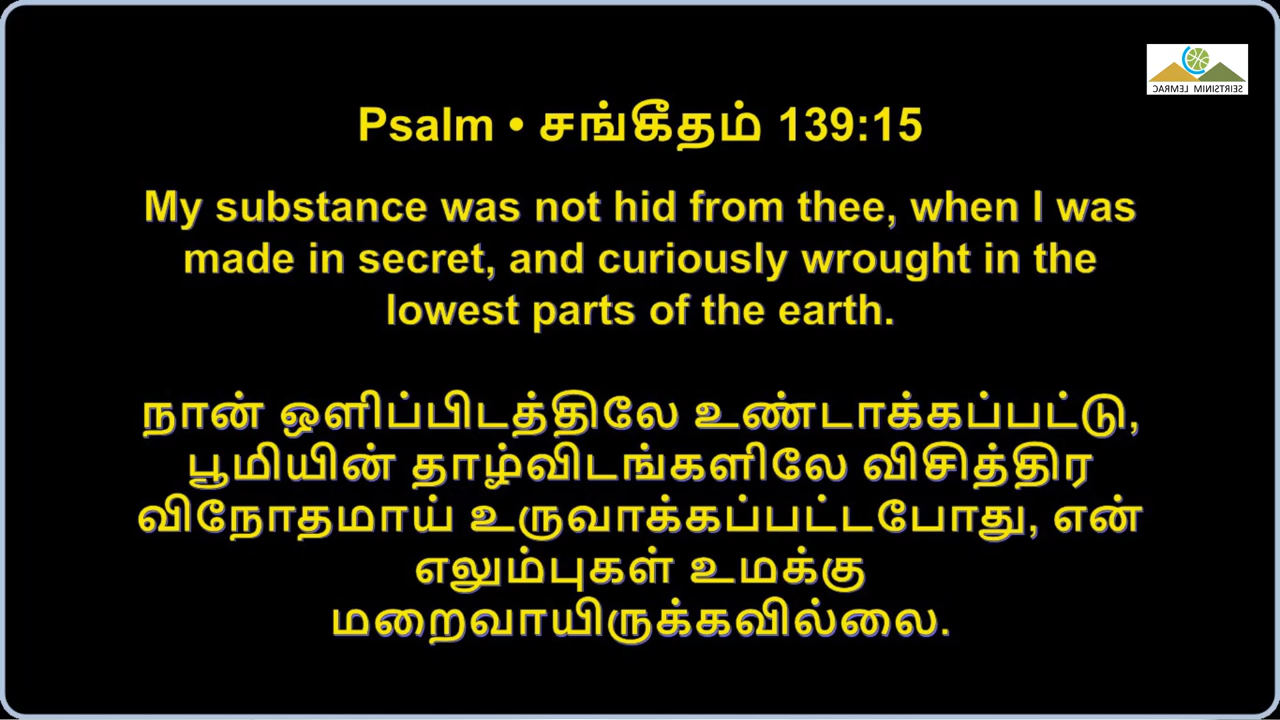 CARMEL MINISTRIES
Psalm • சங்கீதம் 139:15
My substance was not hid from thee, when I was
made in secret, and curiously wrought in the
lowest parts of the earth.
நான் ஒளிப்பிடத்திலே உண்டாக்கப்பட்டு,
பூமியின் தாழ்விடங்களிலே விசித்திர
விநோதமாய் உருவாக்கப்பட்டபோது, என்
எலும்புகள் உமக்கு
மறைவாயிருக்கவில்லை.